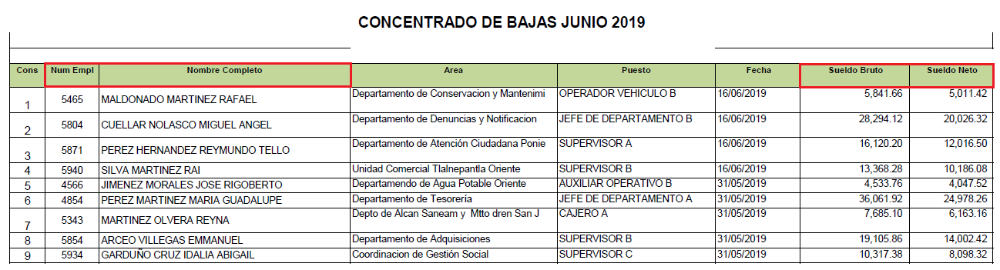 CONCENTRADO DE BAJAS JUNIO 2019
Cons Num Empl Nombre Completo Area Puesto Fecha Sueldo Bruto Sueldo Neto
1 5465 MALDONADO MARTINEZ RAFAEL Departamento de Conservacion y Mantenimi OPERADOR VEHICULO B 16/06/2019 5,841.66 5,011.42
2 5804 CUELLAR NOLASCO MIGUEL ANGEL Departamento de Denuncias y Notificacion JEFE DE DEPARTAMENTO B 16/06/2019 28,294.12 20,026.32
3 5871 PEREZ HERNANDEZ REYMUNDO TELLO Departamento de Atención Ciudadana Ponie SUPERVISOR A 16/06/2019 16,120.20 12,016.50
4 5940 SILVA MARTINEZ RAI Unidad Comercial Tlalnepantla Oriente SUPERVISOR B 16/06/2019 13,368.28 10,186.08
5 4566 JIMENEZ MORALES JOSE RIGOBERTO Departamendo de Agua Potable Oriente AUXILIAR OPERATIVO B 31/05/2019 4,533.76 4,047.52
6 4854 PEREZ MARTINEZ MARIA GUADALUPE Departamento de Tesorería JEFE DE DEPARTAMENTO A 31/05/2019 36,061.92 24,978.26
7 5343 MARTINEZ OLVERA REYNA Depto de Alcan Saneam y Mtto dren San J CAJERO A 31/05/2019 7,685.10 6,163.16
8 5854 ARCEO VILLEGAS EMMANUEL Departamento de Adquisiciones SUPERVISOR B 31/05/2019 19,105.86 14,002.42
9 5934 GARDUÑO CRUZ IDALIA ABIGAIL Coordinacion de Gestión Social SUPERVISOR C 31/05/2019 10,317.38 8,098.32